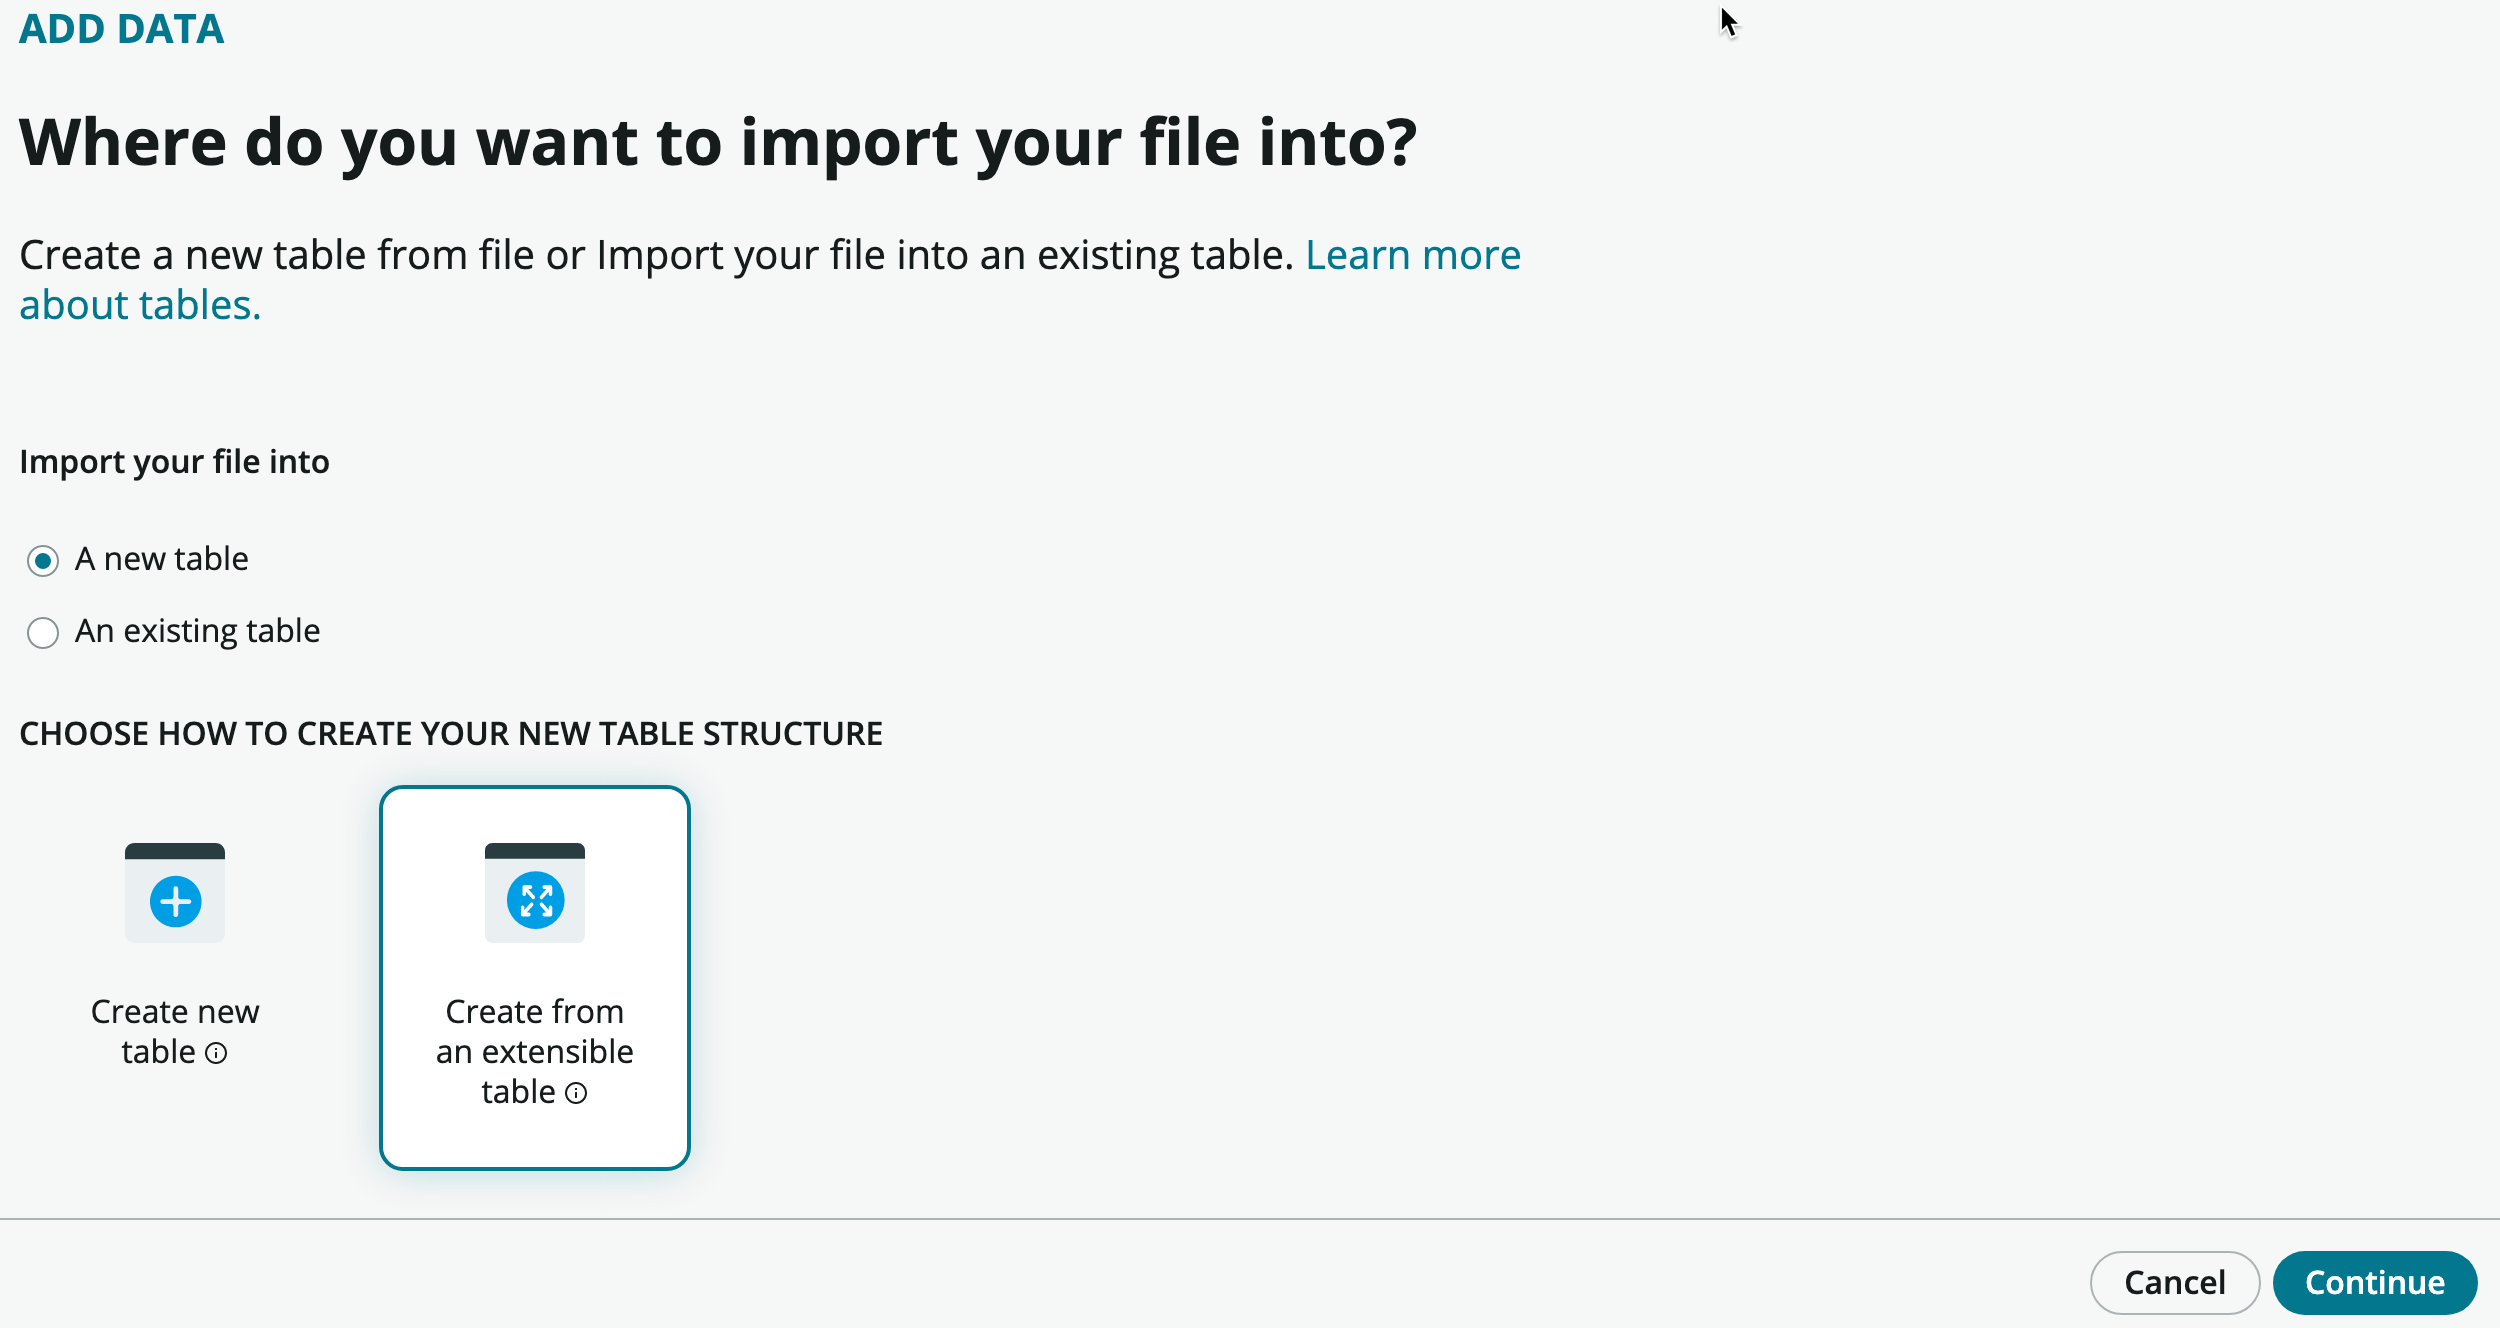 ADD DATA
Where do you want to import your file into?
Create a new table from file or Import your file into an existing table. Learn more
about tables.
Import your file into
A new table
An existing table
CHOOSE HOW TO CREATE YOUR NEW TABLE STRUCTURE
Create new
table
Create from
an extensible
table
Cancel
Continue